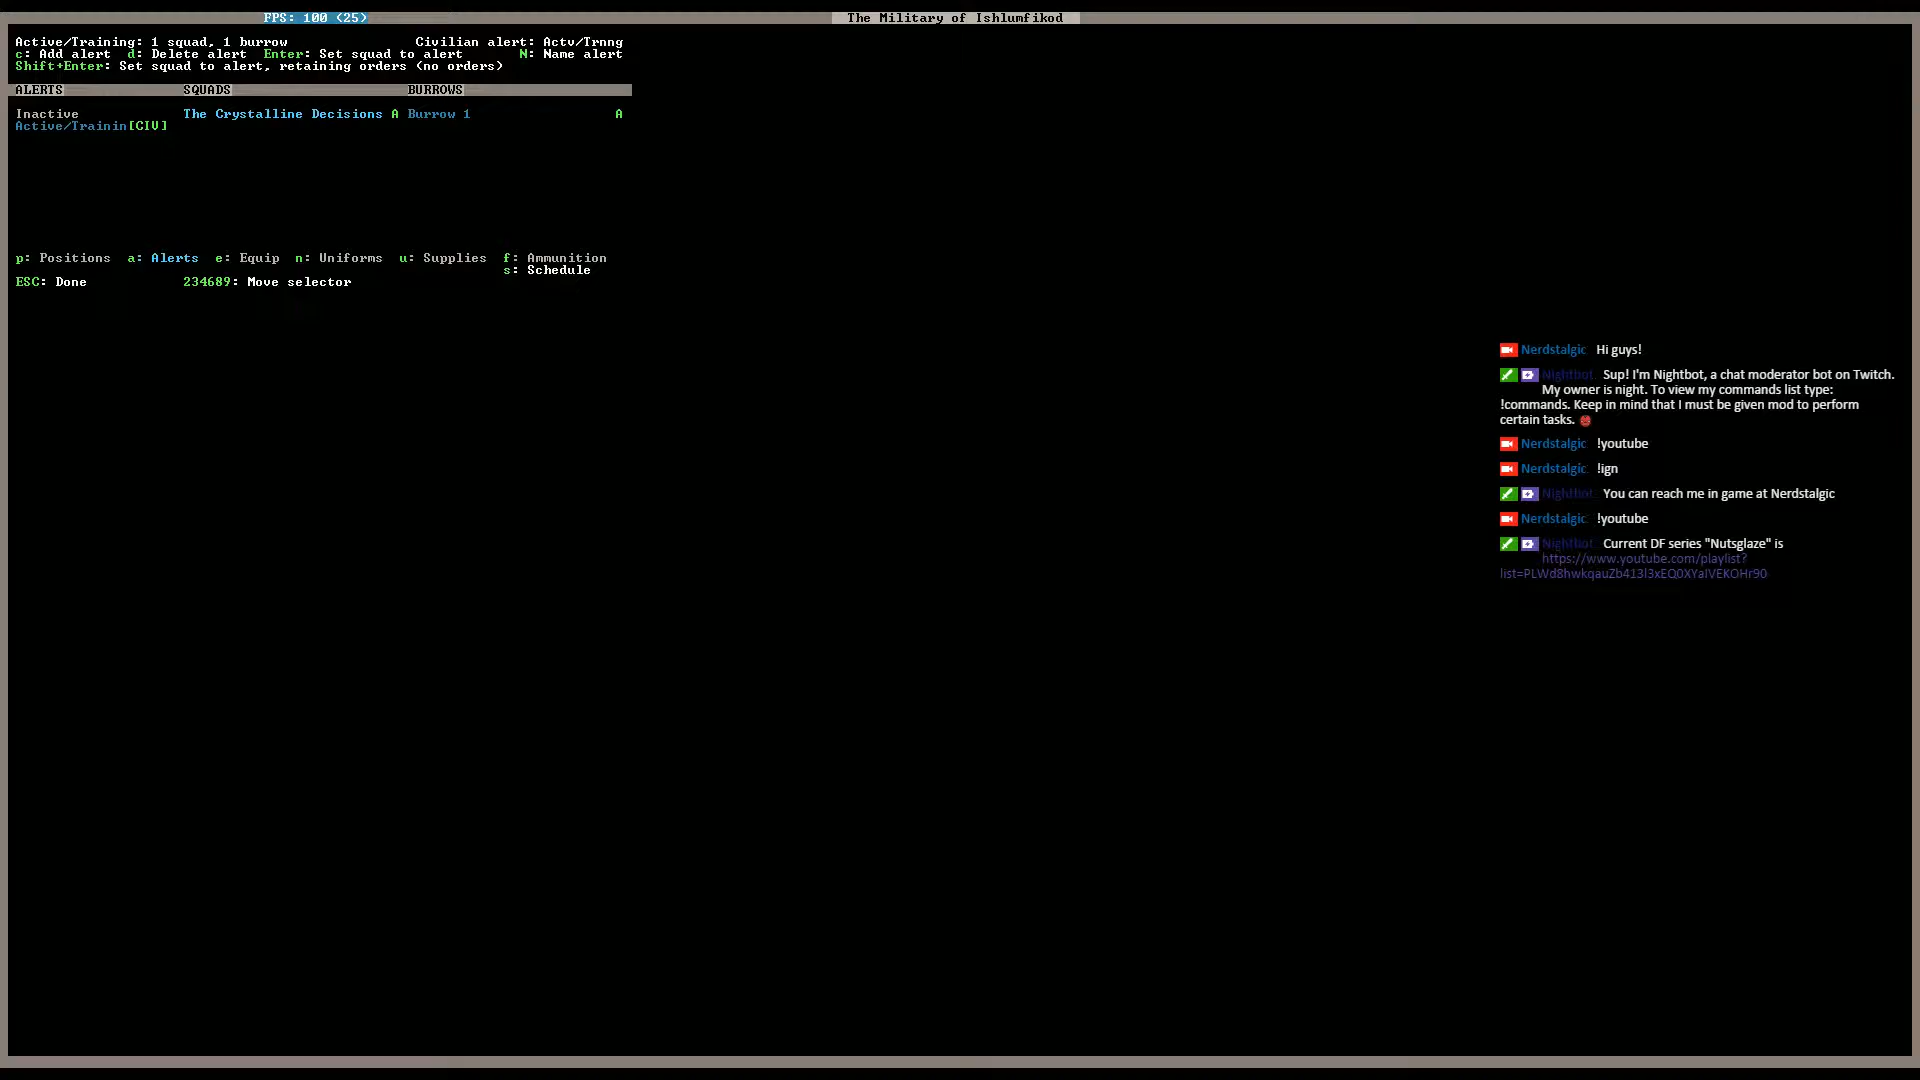 FPS: 100 (25)
The Military of Ishlumfikod
Active/Training: 1 squad, 1 burrow Civilian alert: Actv/Trnng
c: Add alert d: Delete alert Enter: Set squad to alert N: Name alert
Shift+Enter: Set squad to alert, retaining orders (no orders)
ALERTS SQUADS BURROWS
Inactive The Crystalline Decisions A Burrow 1 A
Active/Trainin[CIV]
p: Positions a: Alerts e: Equip n: Uniforms u: Supplies f: Ammunition
s: Schedule
ESC: Done 234689: Move selector
Nerdstalgic: Hi guys!
Nightbot: Sup! I'm Nightbot, a chat moderator bot on Twitch.
My owner is night. To view my commands list type:
!commands. Keep in mind that I must be given mod to perform
certain tasks.
Nerdstalgic: !youtube
Nerdstalgic: !ign
Nightbot: You can reach me in game at Nerdstalgic
Nerdstalgic: !youtube
Nightbot: Current DF series "Nutsglaze" is
https://www.youtube.com/playlist?
list=PLWd8hwkqauZb413l3xEQ0XYaJVEKOHr90